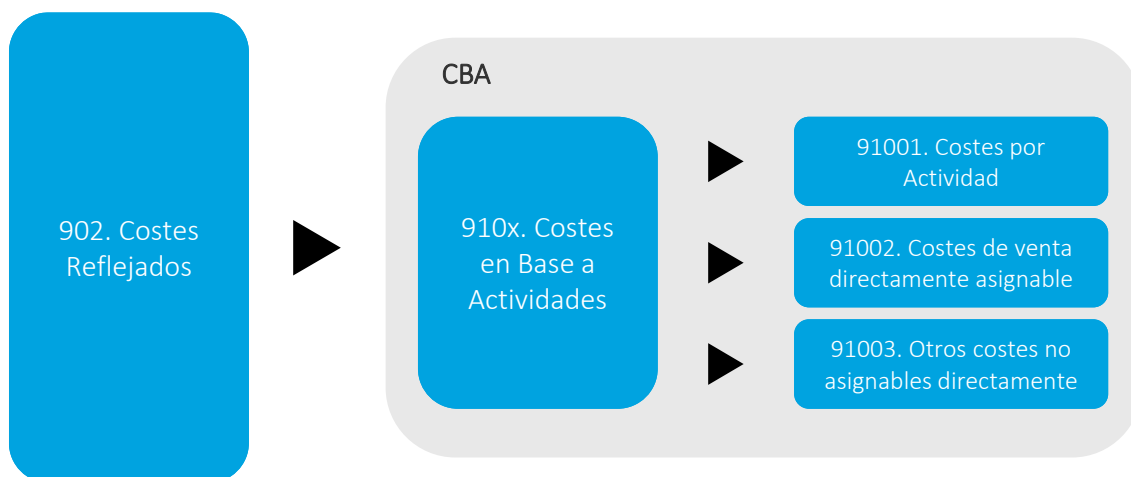 902. Costes
Reflejados
CBA
910x. Costes
en Base a
Actividades
91001. Costes por
Actividad
91002. Costes de venta
directamente asignable
91003. Otros costes no
asignables directamente